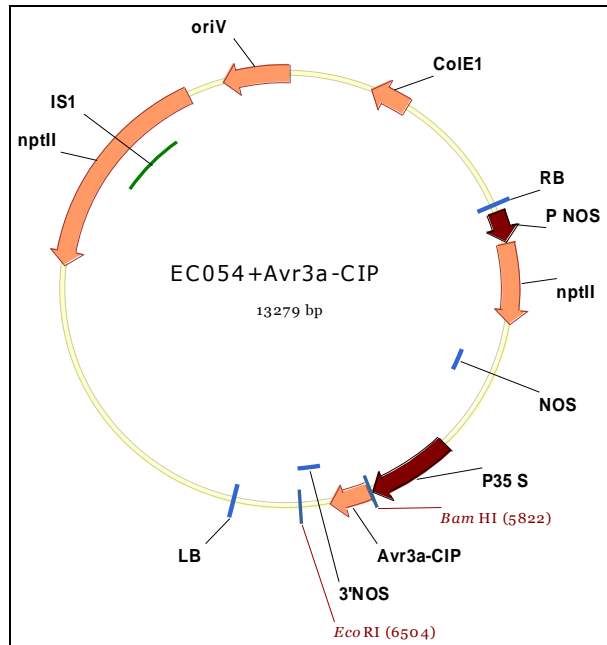 oriV
ColE1
IS1
nptII
RB
P NOS
EC054+Avr3a-CIP
13279 bp
nptII
NOS
P35 S
Bam HI (5822)
Avr3a-CIP
LB
3'NOS
Eco RI (6504)